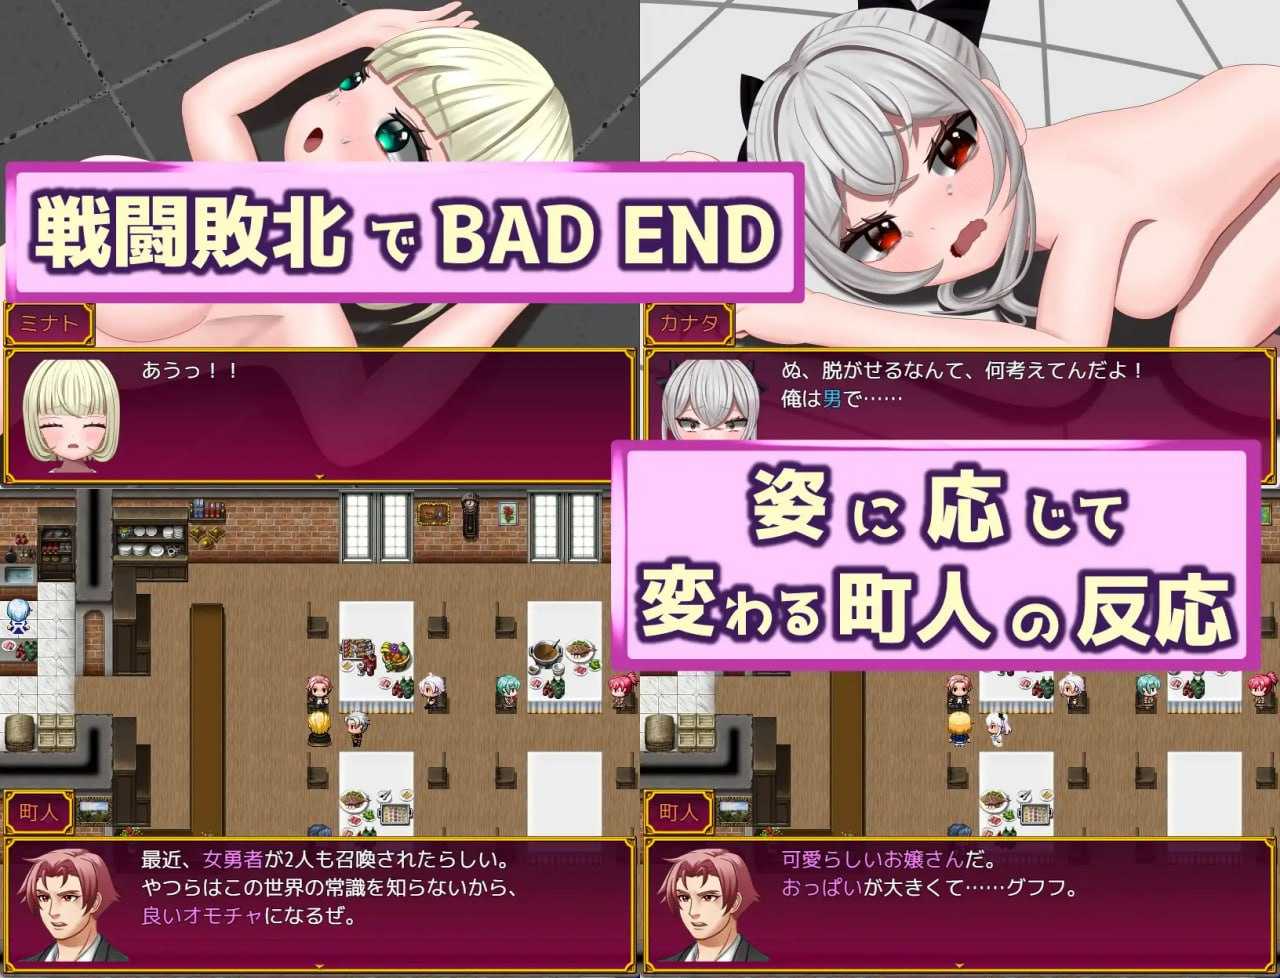 戦闘敗北でBAD END
ミナト
あうっ！！
カナタ
ぬ、脱がせるなんて、何考えてんだよ！
俺は男で……
姿に応じて
変わる町人の反応
町人
最近、女勇者が2人も召喚されたらしい。
やつらはこの世界の常識を知らないから、
良いオモチャになるぜ。
町人
可愛らしいお嬢さんだ。
おっぱいが大きくて……グフフ。